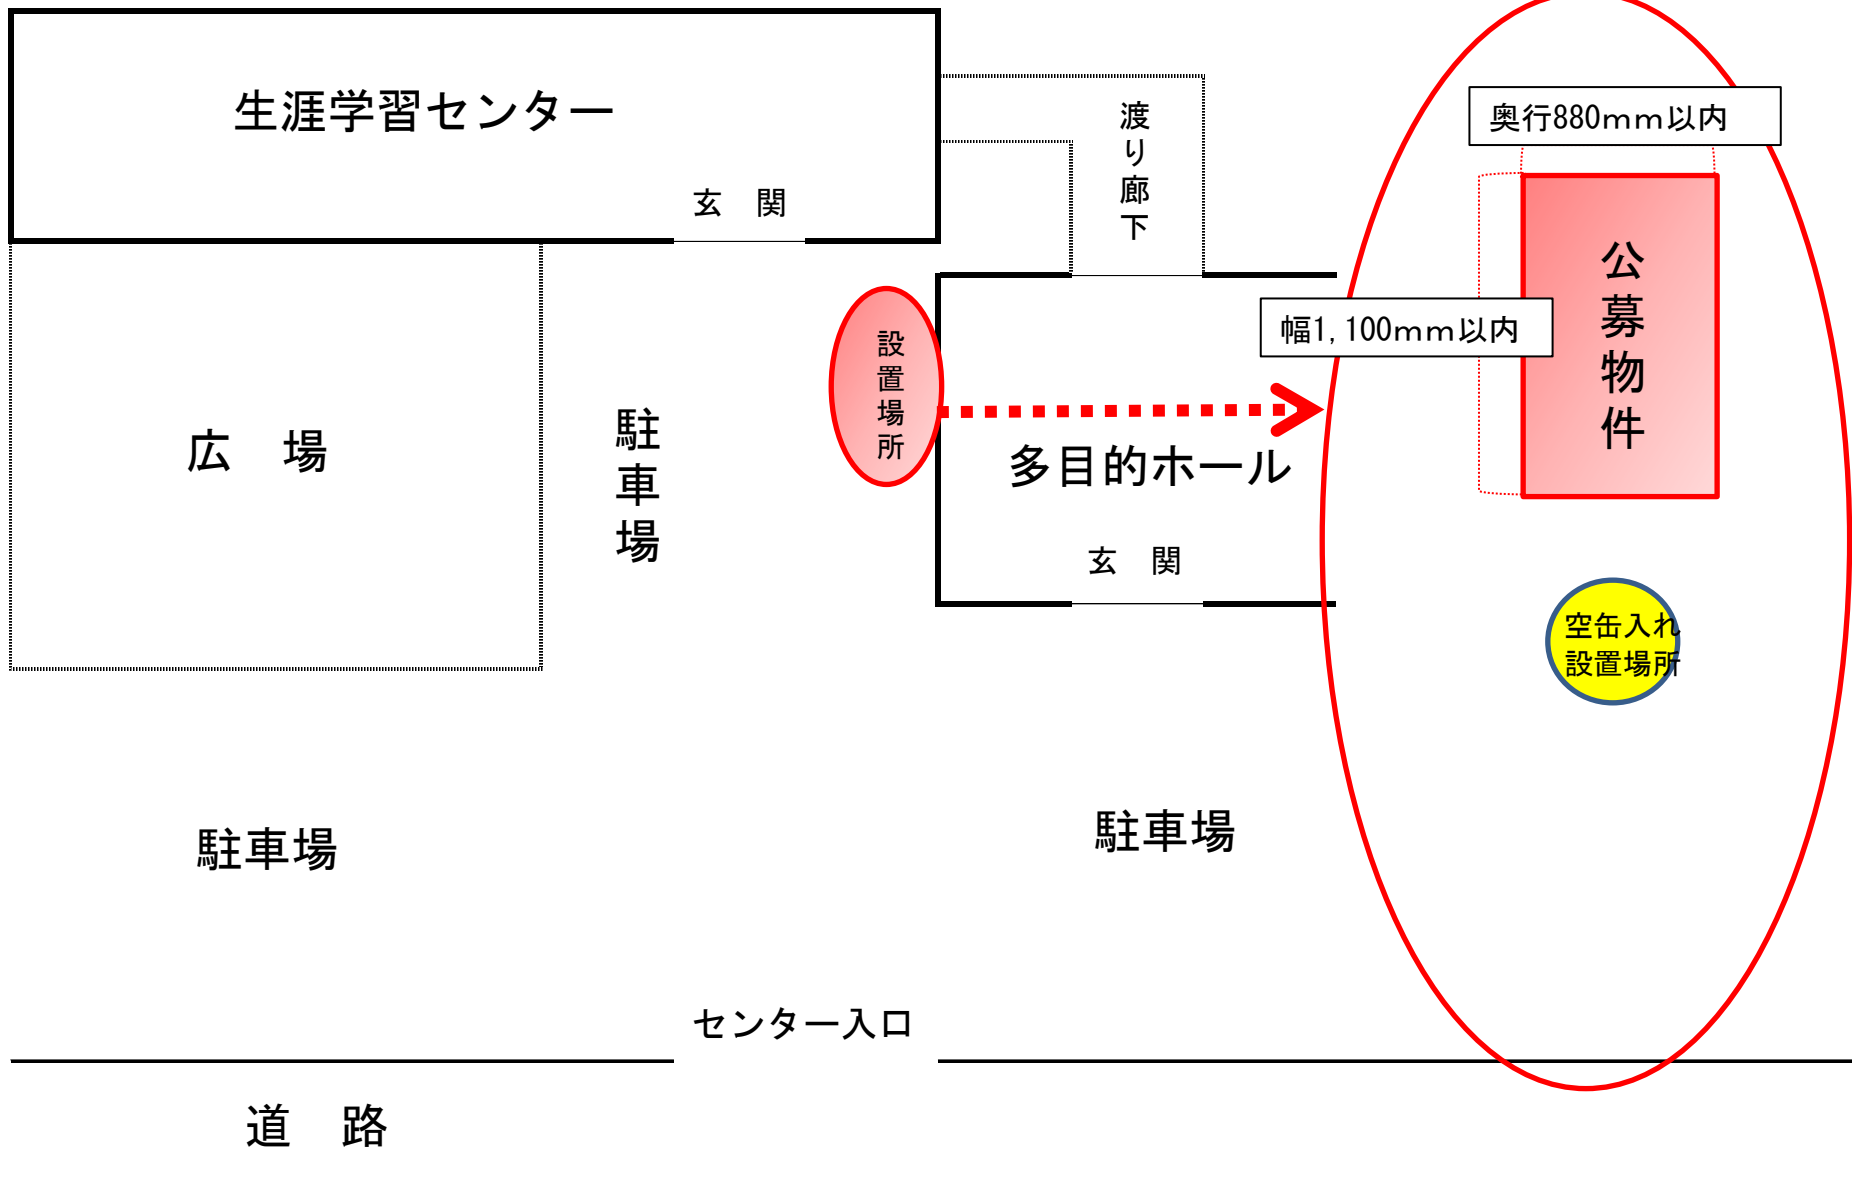 生涯学習センター
玄　関
渡り廊下
奥行880mm以内
公募物件
幅1,100mm以内
設置場所
広　場
駐車場
多目的ホール
玄　関
空缶入れ
設置場所
駐車場
駐車場
センター入口
道　路